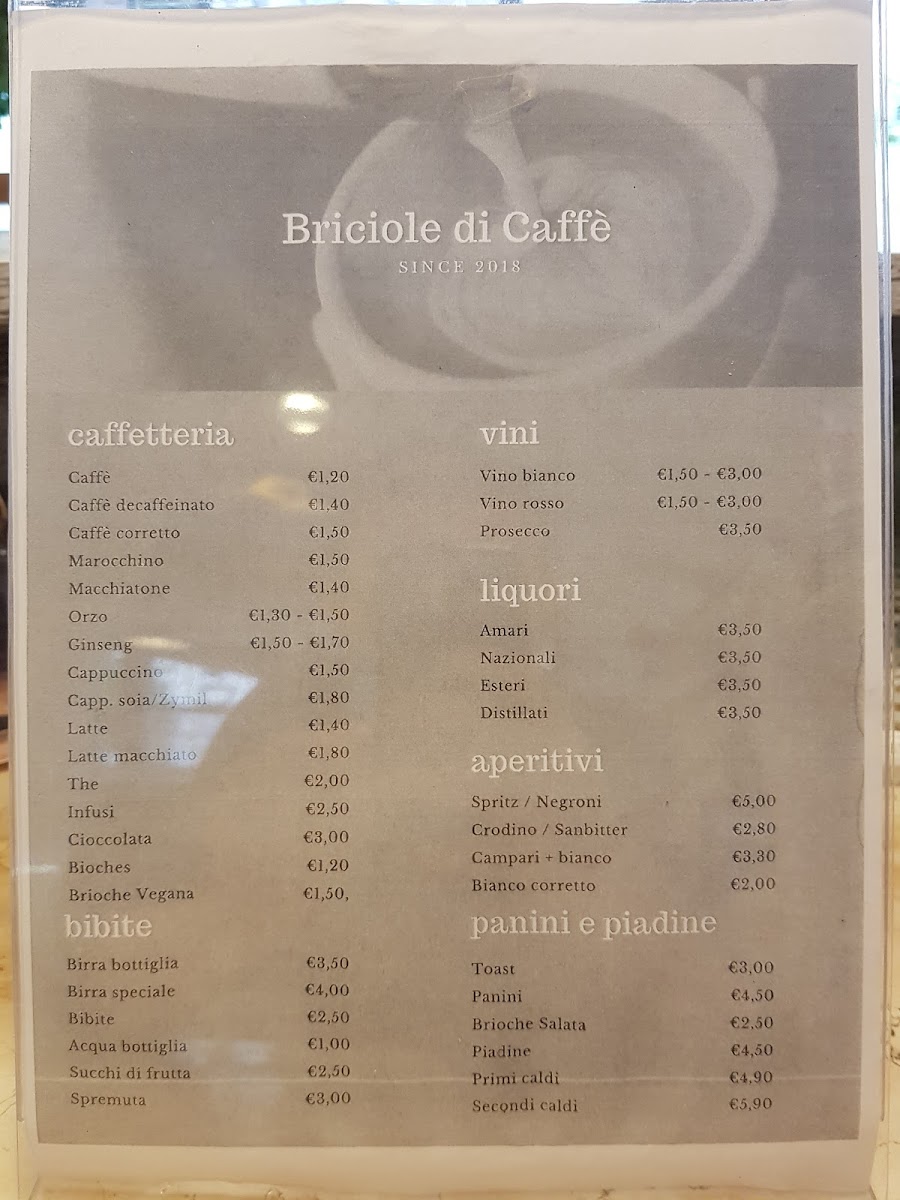 Briciole di Caffè
SINCE 2018
caffetteria
Caffè €1,20
Caffè decaffeinato €1,40
Caffè corretto €1,50
Marocchino €1,50
Macchiatone €1,40
Orzo €1,30 - €1,50
Ginseng €1,50 - €1,70
Cappuccino €1,50
Capp. soia/Zymil €1,80
Latte €1,40
Latte macchiato €1,80
The €2,00
Infusi €2,50
Cioccolata €3,00
Bioches €1,20
Brioche Vegana €1,50,
bibite
Birra bottiglia €3,50
Birra speciale €4,00
Bibite €2,50
Acqua bottiglia €1,00
Succhi di frutta €2,50
Spremuta €3,00
vini
Vino bianco €1,50 - €3,00
Vino rosso €1,50 - €3,00
Prosecco €3,50
liquori
Amari €3,50
Nazionali €3,50
Esteri €3,50
Distillati €3,50
aperitivi
Spritz / Negroni €5,00
Crodino / Sanbitter €2,80
Campari + bianco €3,30
Bianco corretto €2,00
panini e piadine
Toast €3,00
Panini €4,50
Brioche Salata €2,50
Piadine €4,50
Primi caldi €4,90
Secondi caldi €5,90